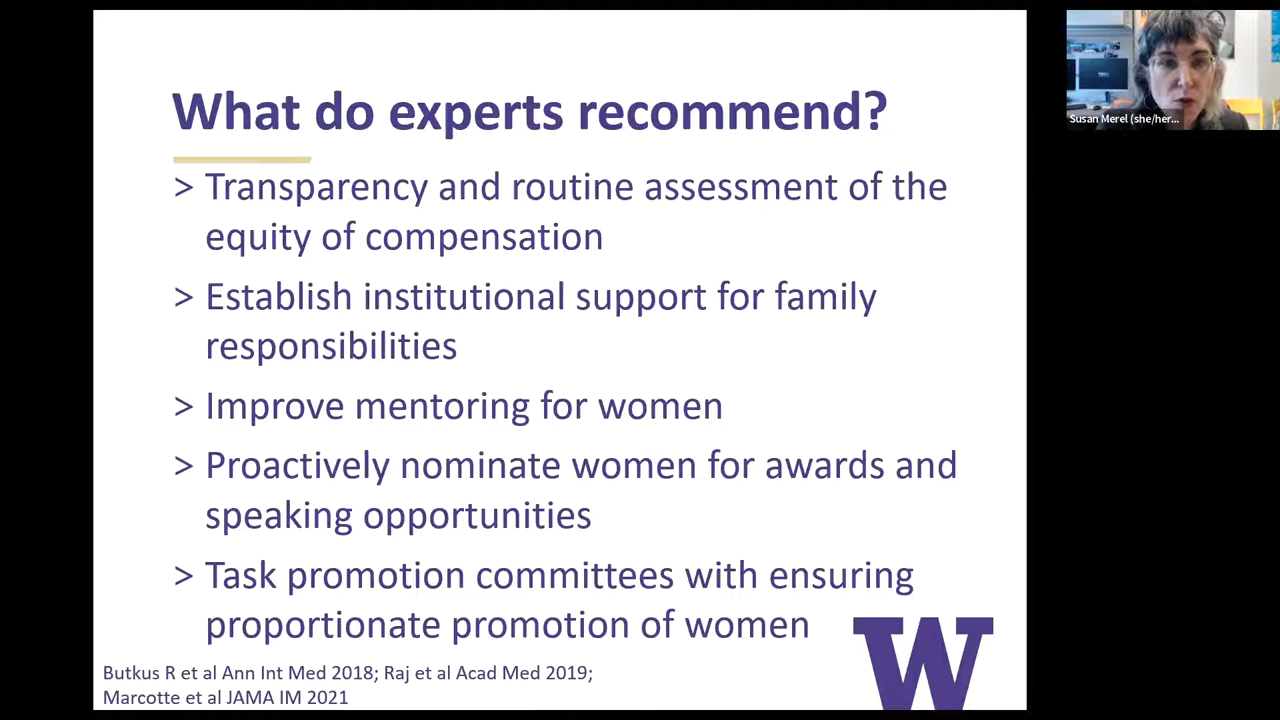 What do experts recommend?
> Transparency and routine assessment of the
equity of compensation
> Establish institutional support for family
responsibilities
> Improve mentoring for women
> Proactively nominate women for awards and
speaking opportunities
> Task promotion committees with ensuring
proportionate promotion of women
Butkus R et al Ann Int Med 2018; Raj et al Acad Med 2019;
Marcotte et al JAMA IM 2021
W
Susan Merel (she/her...